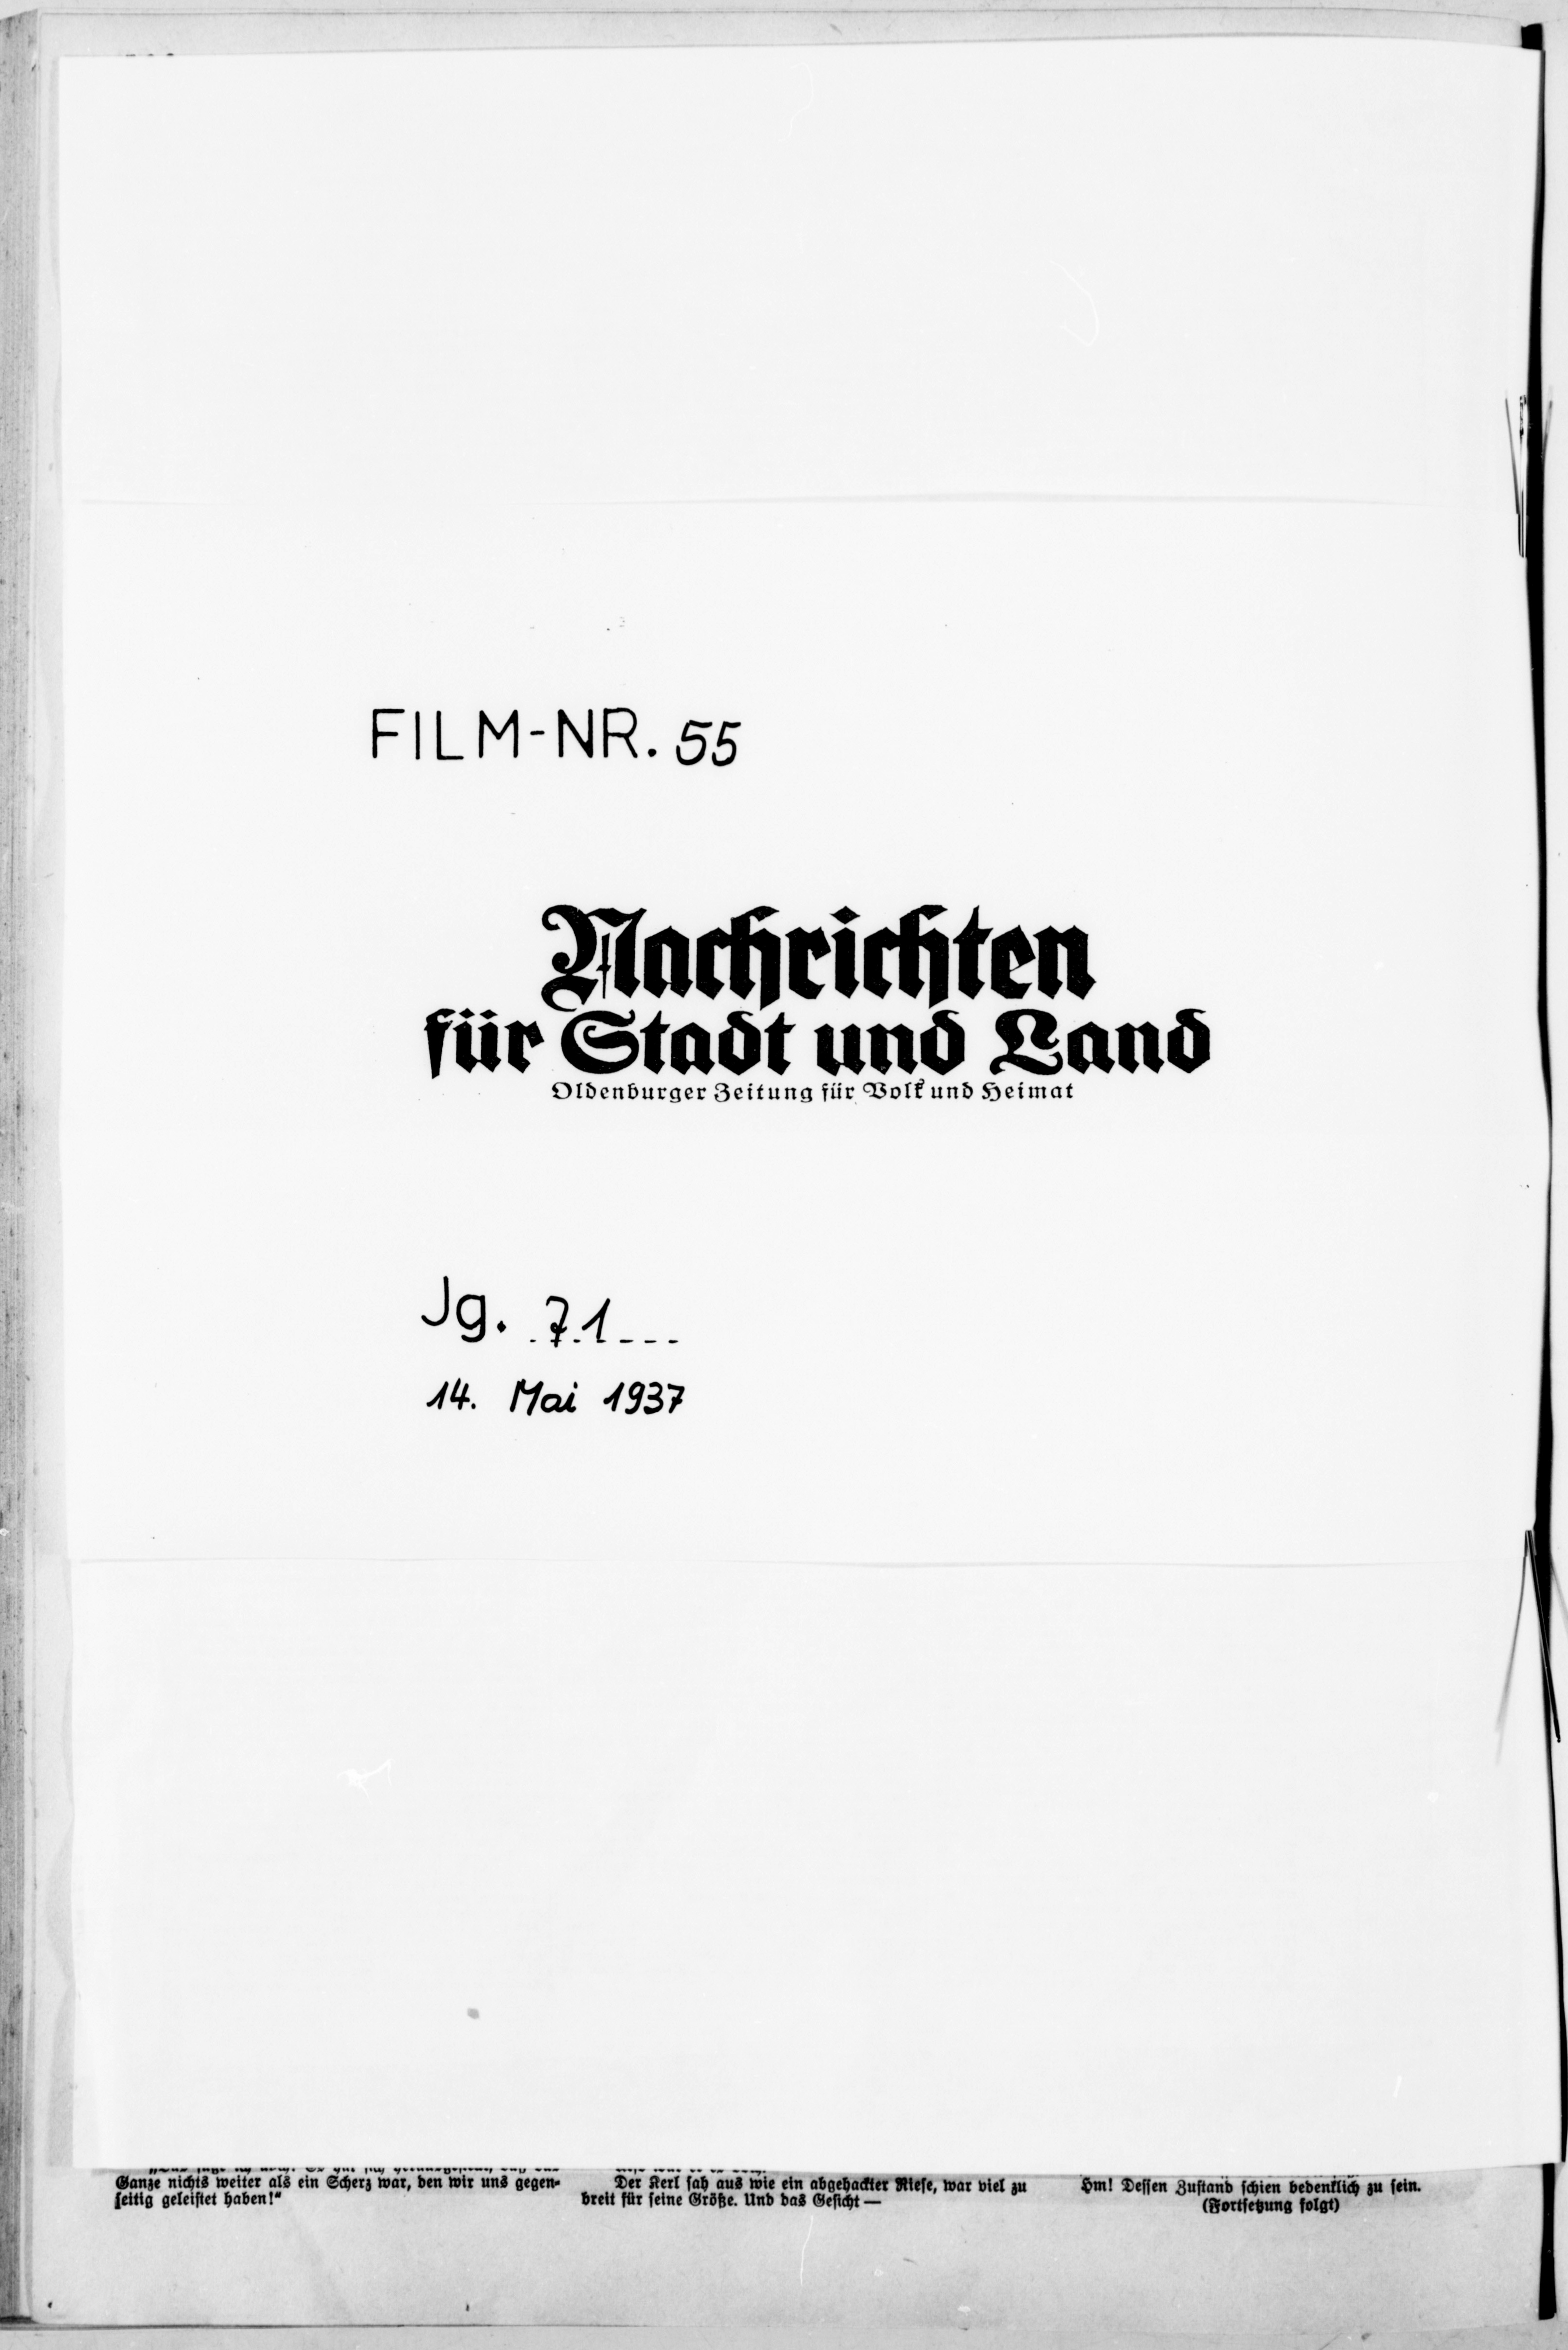 FILM-NR. 55
Nachrichten
für Stadt und Land
Oldenburger Zeitung für Volk und Heimat
Jg. 71
14. Mai 1937
Ganze nichts weiter als ein Scherz war, den wir uns gegen-
seitig geleistet haben!“
Der Kerl sah aus wie ein abgehackter Riese, war viel zu
breit für seine Größe. Und das Gesicht —
Hm! Dessen Zustand schien bedenklich zu sein.
(Fortsetzung folgt)